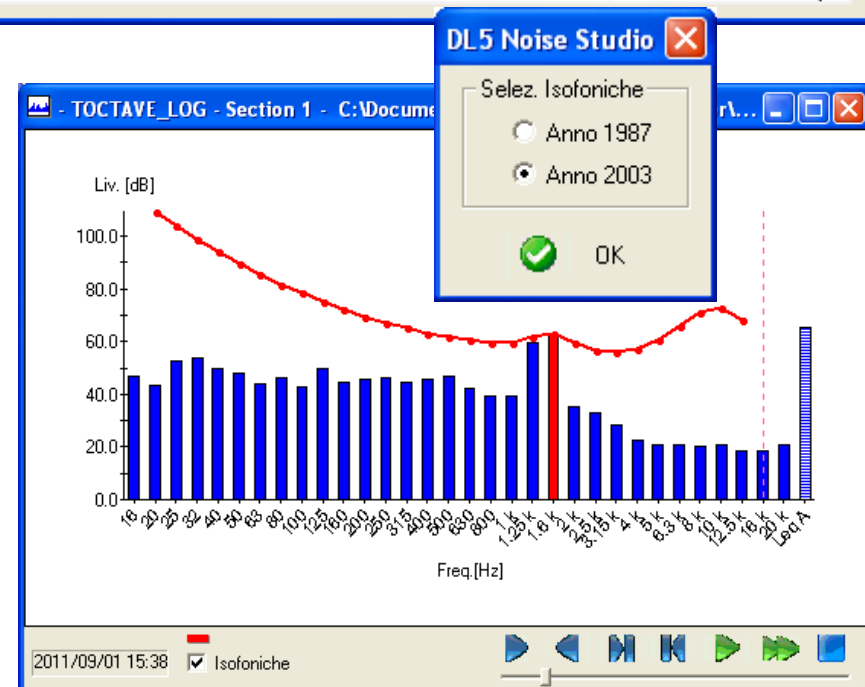 DL5 Noise Studio
Selez. Isofoniche
Anno 1987
Anno 2003
OK
- TOCTAVE_LOG - Section 1 - C:\Docume
r\...
Liv. [dB]
100.0
80.0
60.0
40.0
20.0
0.0
16 20 25 32 40 50 63 80 100 125 160 200 250 315 400 500 630 800 1 k 1.25 k 1.6 k 2 k 2.5 k 3.15 k 4 k 5 k 6.3 k 8 k 10 k 12.5 k 16 k 20 k Leq A
Freq.[Hz]
2011/09/01 15:38
Isofoniche